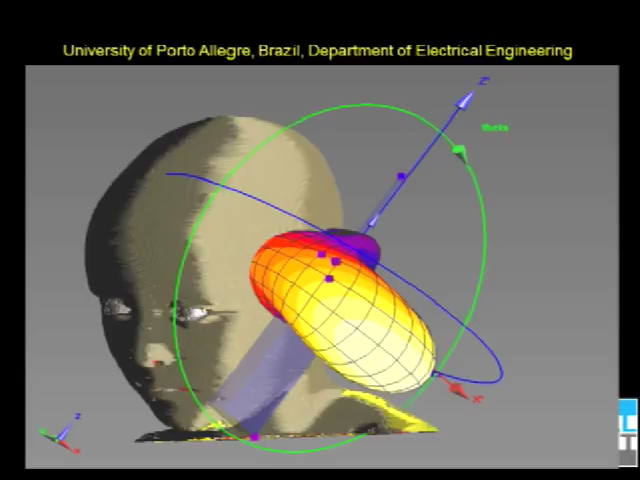 University of Porto Allegre, Brazil, Department of Electrical Engineering
Z'
theta
X'
Z
X
L
T